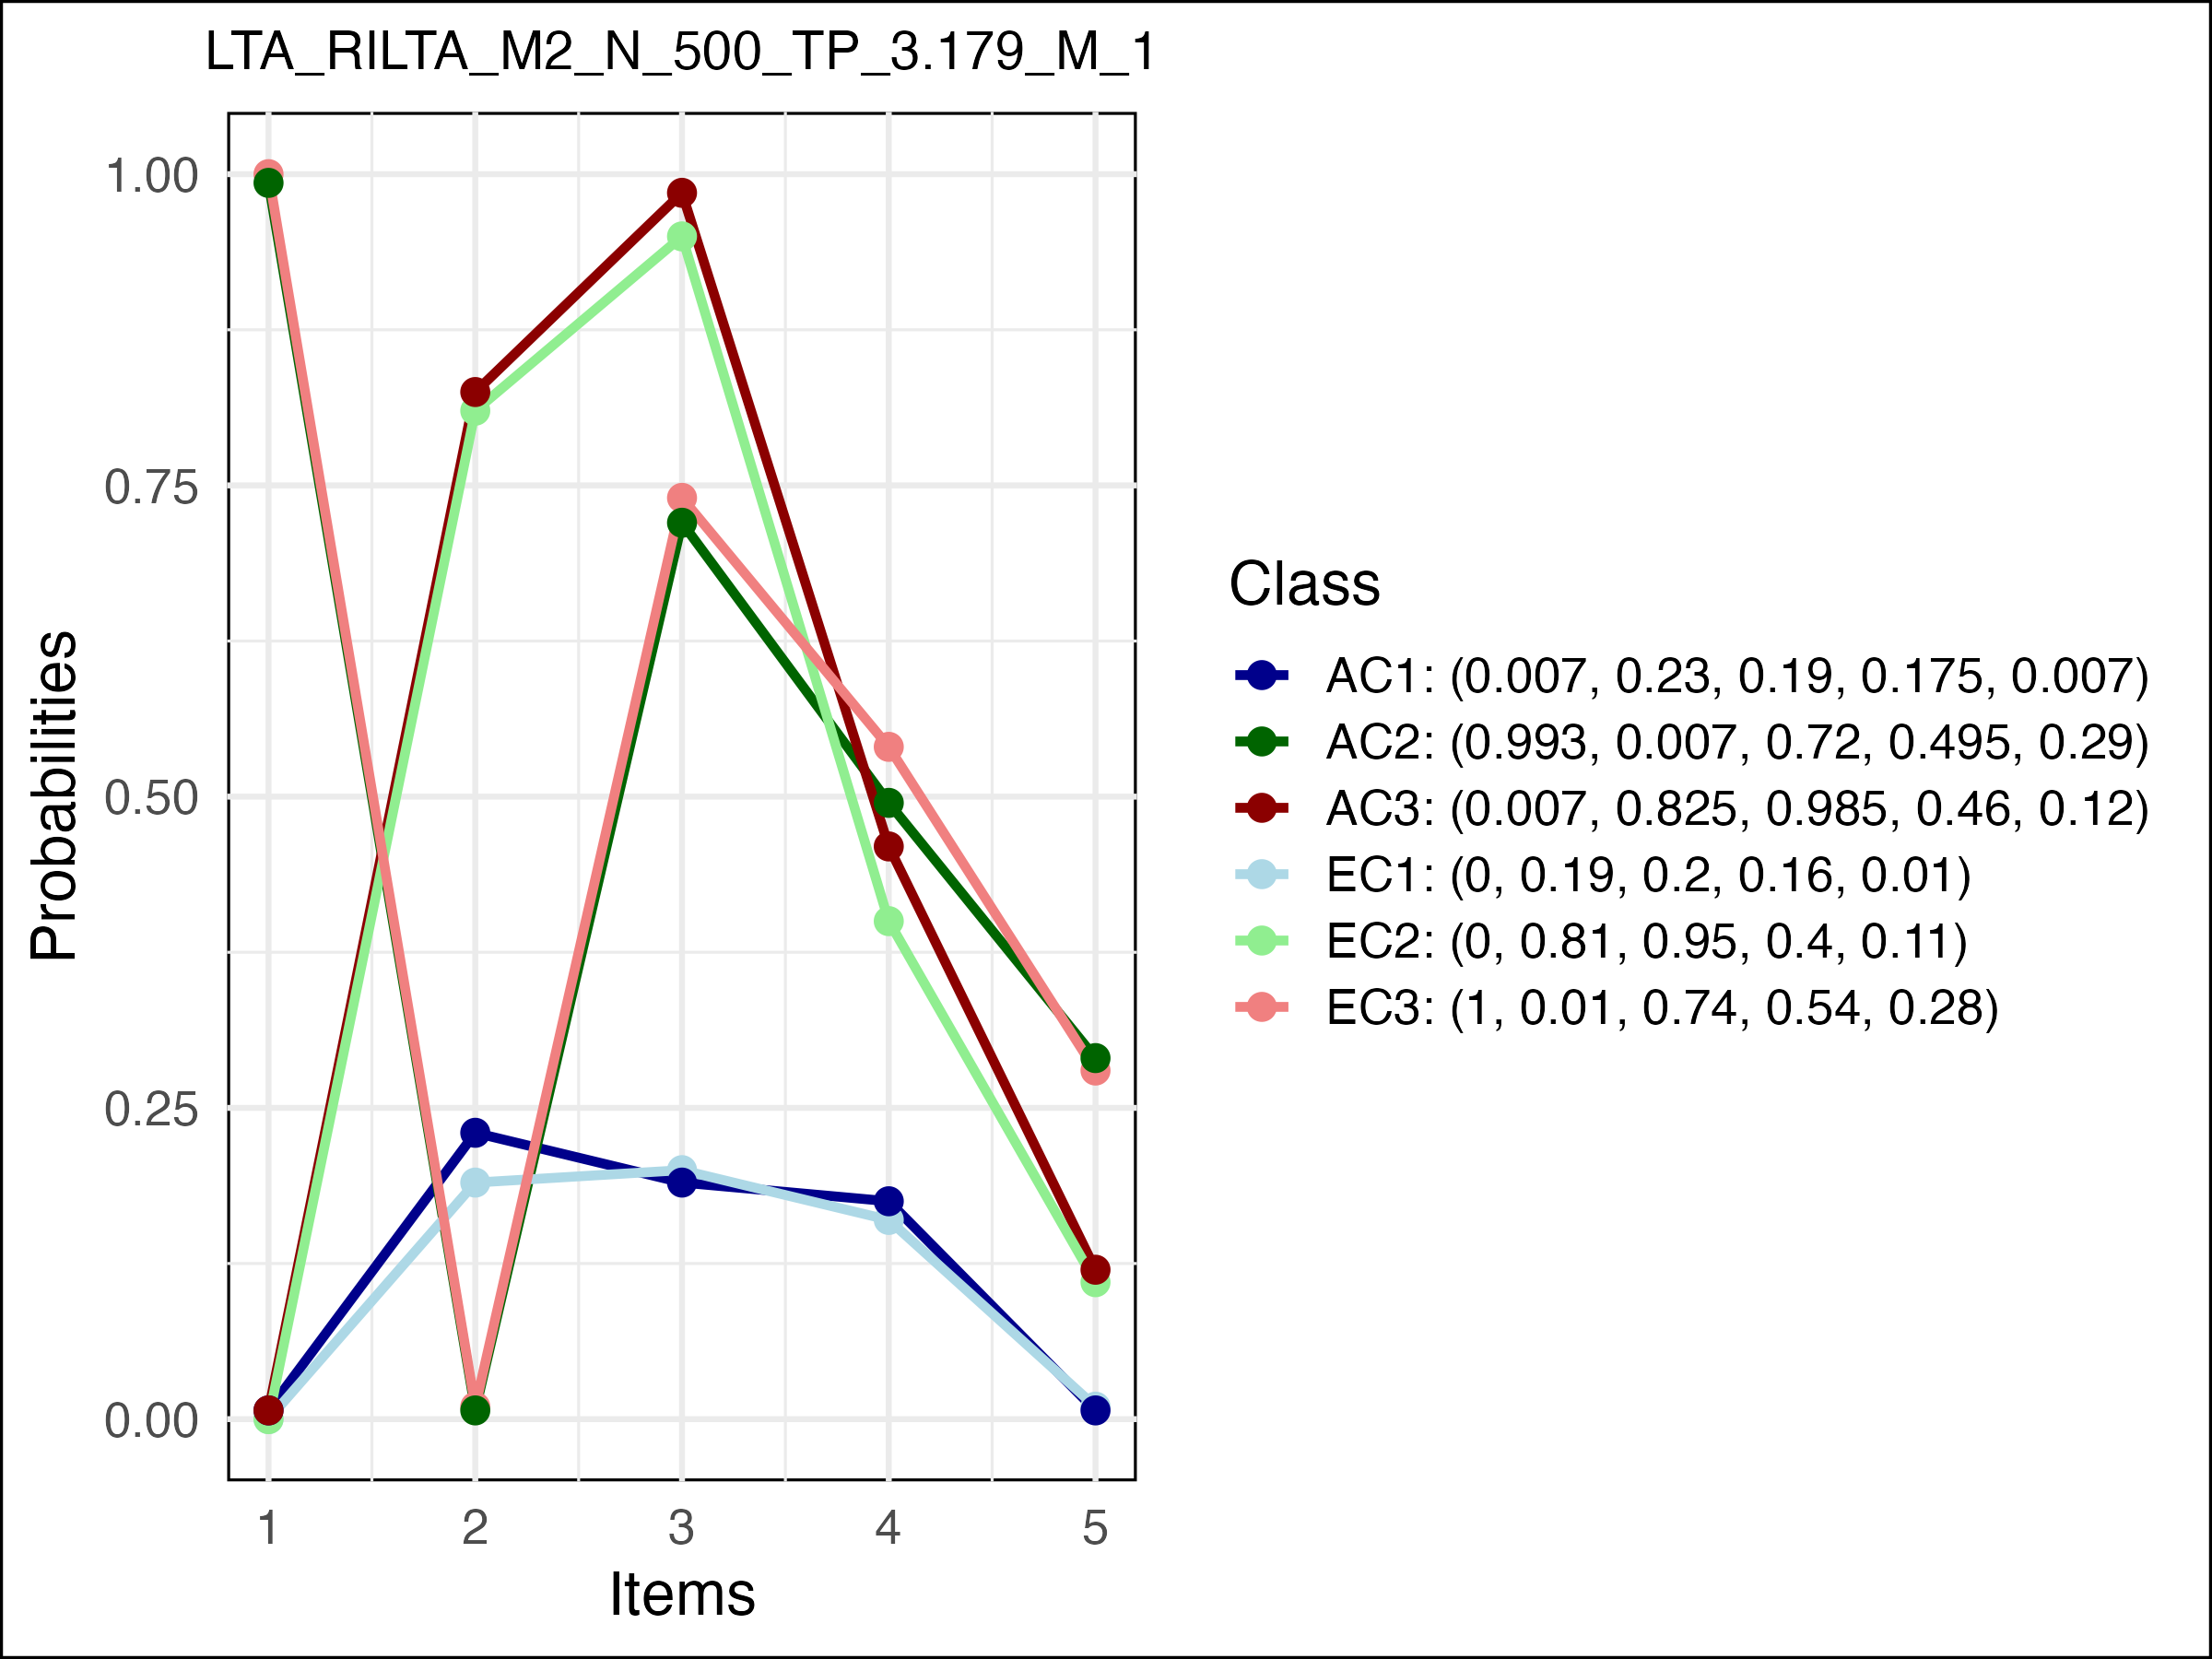 LTA_RILTA_M2_N_500_TP_3.179_M_1
1.00
0.75
0.50
0.25
0.00
Probabilities
1 2 3 4 5
Items
Class
AC1: (0.007, 0.23, 0.19, 0.175, 0.007)
AC2: (0.993, 0.007, 0.72, 0.495, 0.29)
AC3: (0.007, 0.825, 0.985, 0.46, 0.12)
EC1: (0, 0.19, 0.2, 0.16, 0.01)
EC2: (0, 0.81, 0.95, 0.4, 0.11)
EC3: (1, 0.01, 0.74, 0.54, 0.28)